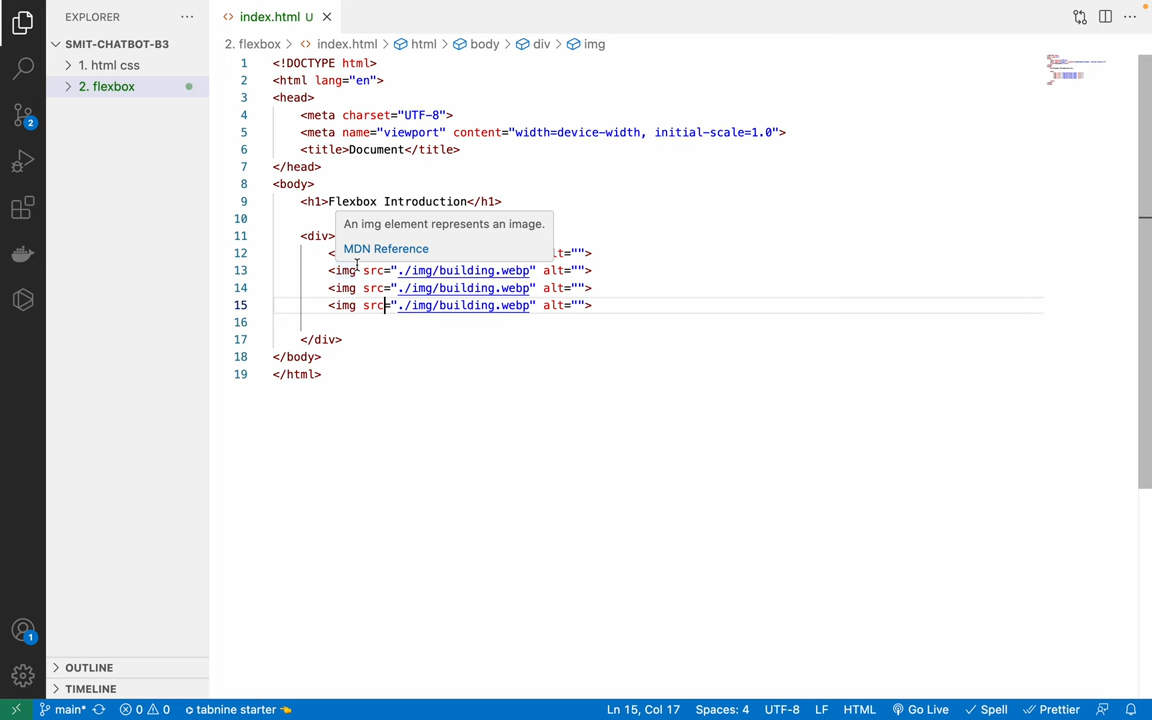 EXPLORER
index.html U
SMIT-CHATBOT-B3
1. html css
2. flexbox
2. flexbox > index.html > html > body > div > img
1 <!DOCTYPE html>
2 <html lang="en">
3 <head>
4 <meta charset="UTF-8">
5 <meta name="viewport" content="width=device-width, initial-scale=1.0">
6 <title>Document</title>
7 </head>
8 <body>
9 <h1>Flexbox Introduction</h1>
10
An img element represents an image.
MDN Reference
11 <div>
12 < lt="">
13 <img src="./img/building.webp" alt="">
14 <img src="./img/building.webp" alt="">
15 <img src="./img/building.webp" alt="">
16
17 </div>
18 </body>
19 </html>
2
1
OUTLINE
TIMELINE
main* 0 0 tabnine starter Ln 15, Col 17 Spaces: 4 UTF-8 LF HTML Go Live Spell Prettier